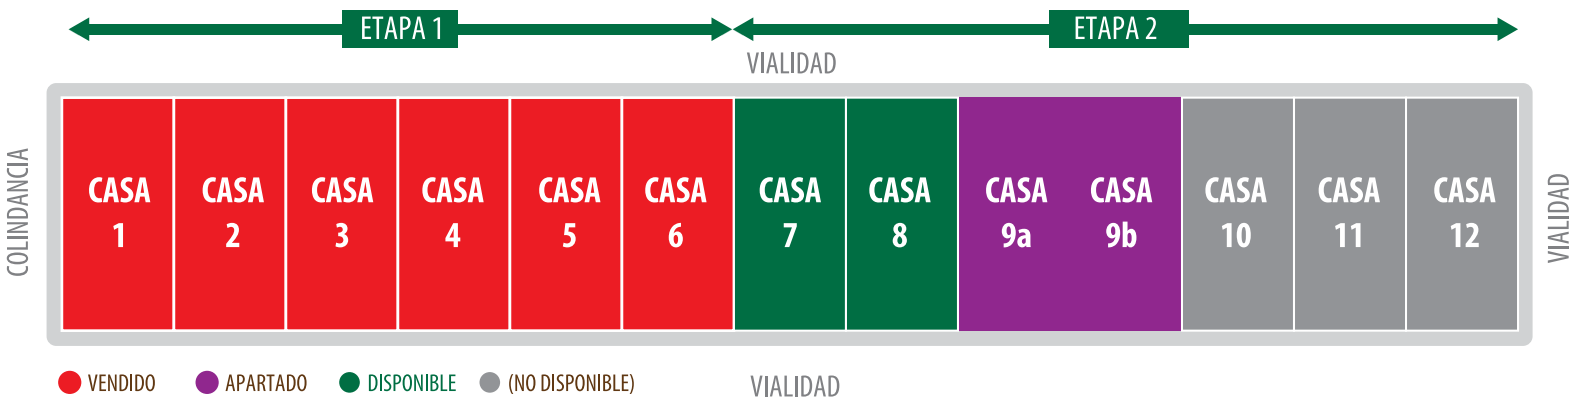 ETAPA 1
ETAPA 2
VIALIDAD
COLINDANCIA
CASA
1
CASA
2
CASA
3
CASA
4
CASA
5
CASA
6
CASA
7
CASA
8
CASA
9a
CASA
9b
CASA
10
CASA
11
CASA
12
VIALIDAD
VENDIDO
APARTADO
DISPONIBLE
(NO DISPONIBLE)
VIALIDAD